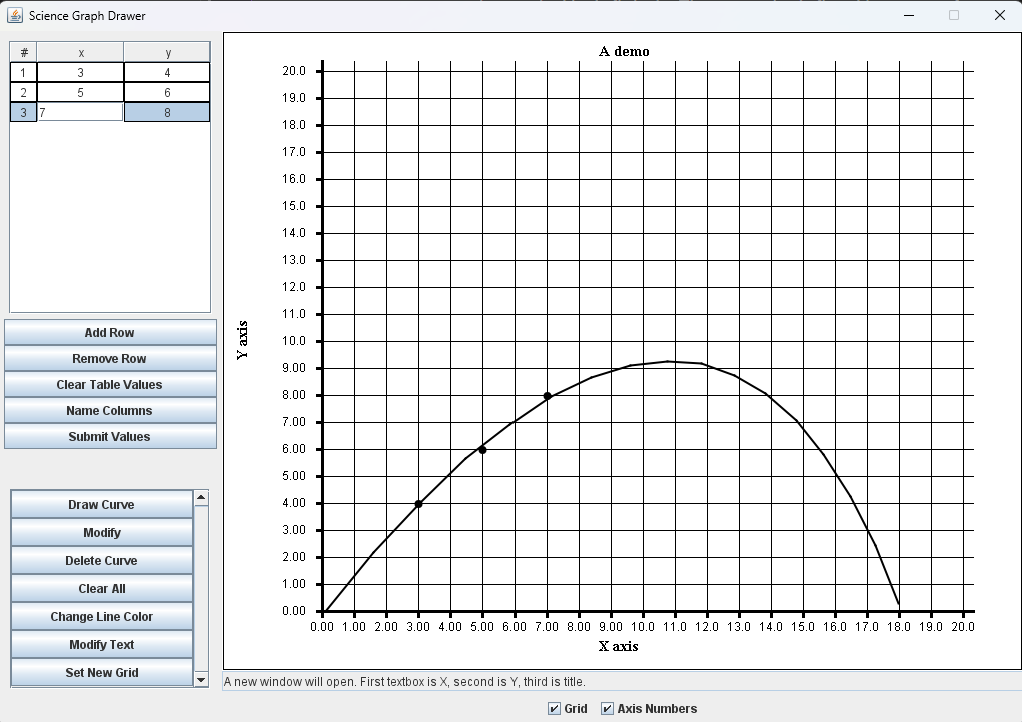 Science Graph Drawer
# x y
1 3 4
2 5 6
3 7 8
Add Row
Remove Row
Clear Table Values
Name Columns
Submit Values
Draw Curve
Modify
Delete Curve
Clear All
Change Line Color
Modify Text
Set New Grid
A demo
Y axis
20.0
19.0
18.0
17.0
16.0
15.0
14.0
13.0
12.0
11.0
10.0
9.00
8.00
7.00
6.00
5.00
4.00
3.00
2.00
1.00
0.00
0.00 1.00 2.00 3.00 4.00 5.00 6.00 7.00 8.00 9.00 10.0 11.0 12.0 13.0 14.0 15.0 16.0 17.0 18.0 19.0 20.0
X axis
A new window will open. First textbox is X, second is Y, third is title.
Grid Axis Numbers